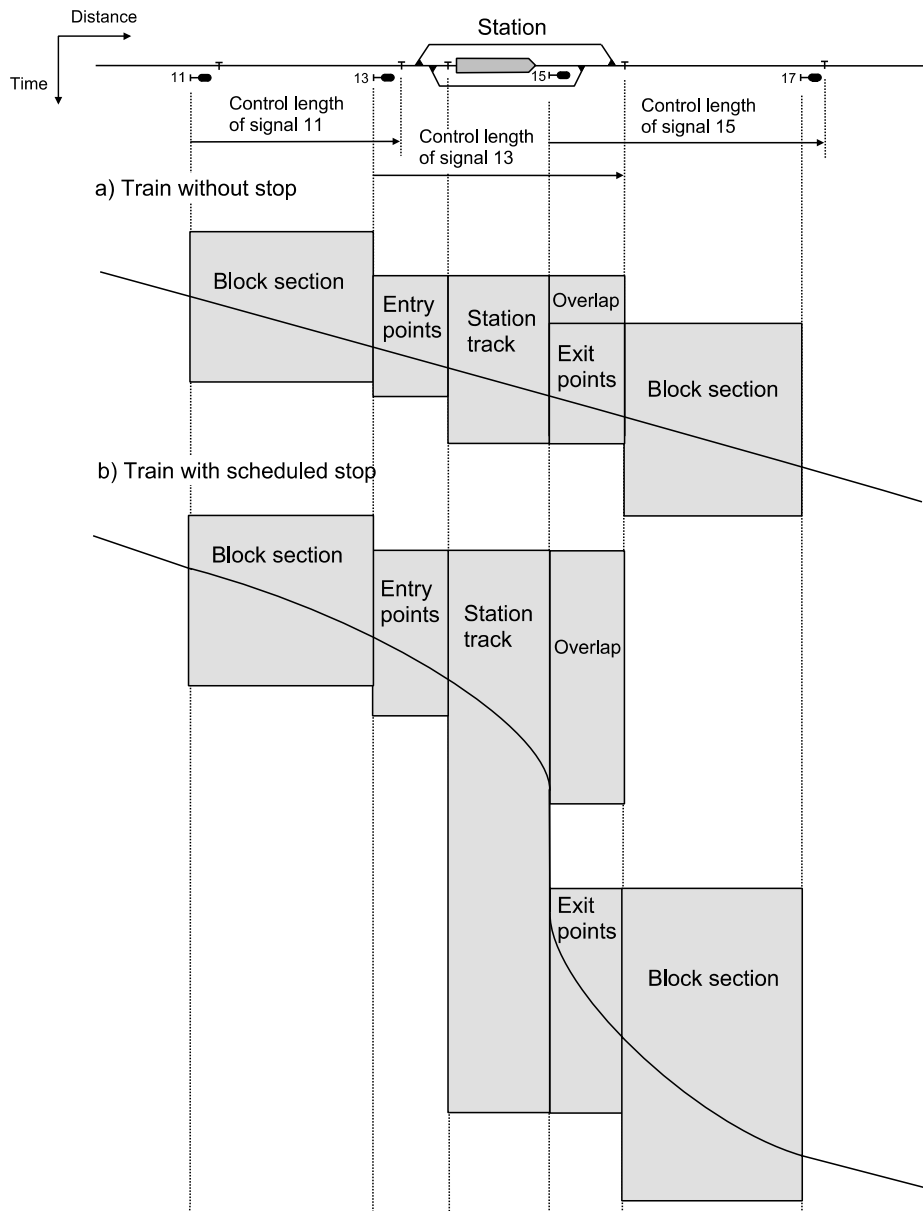 Distance
Station
Time
11
13
15
17
Control length
of signal 11
Control length
of signal 13
Control length
of signal 15
a) Train without stop
Block section
Entry
points
Station
track
Overlap
Exit
points
Block section
b) Train with scheduled stop
Block section
Entry
points
Station
track
Overlap
Exit
points
Block section